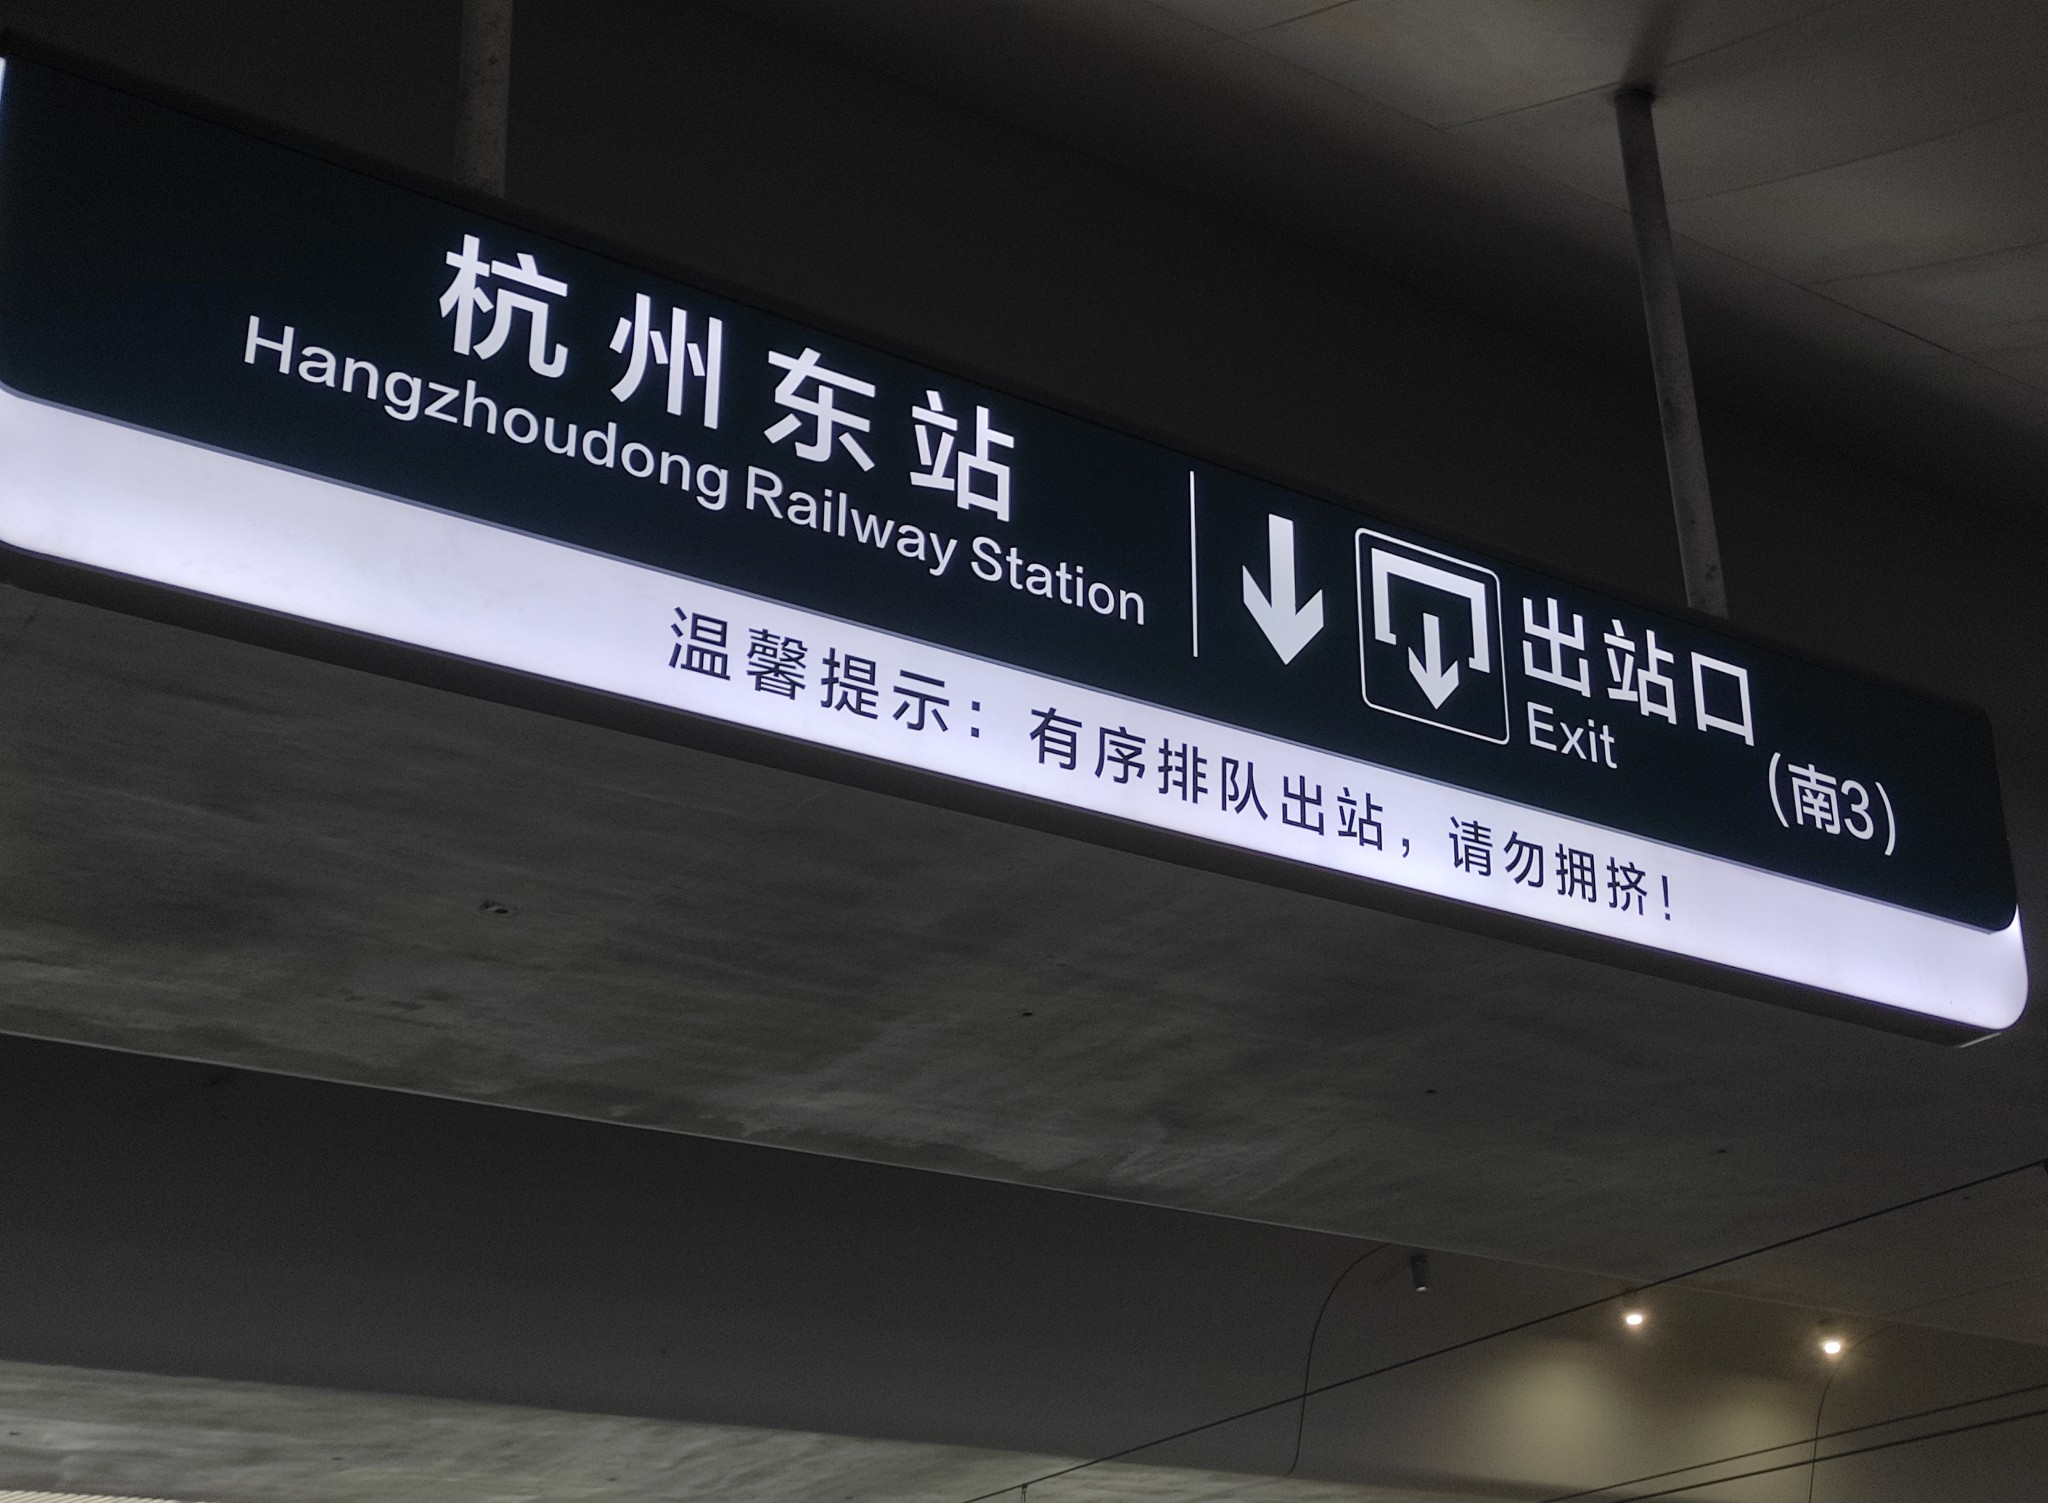 杭州东站
Hangzhoudong Railway Station
出站口
Exit
(南3)
温馨提示：有序排队出站，请勿拥挤！